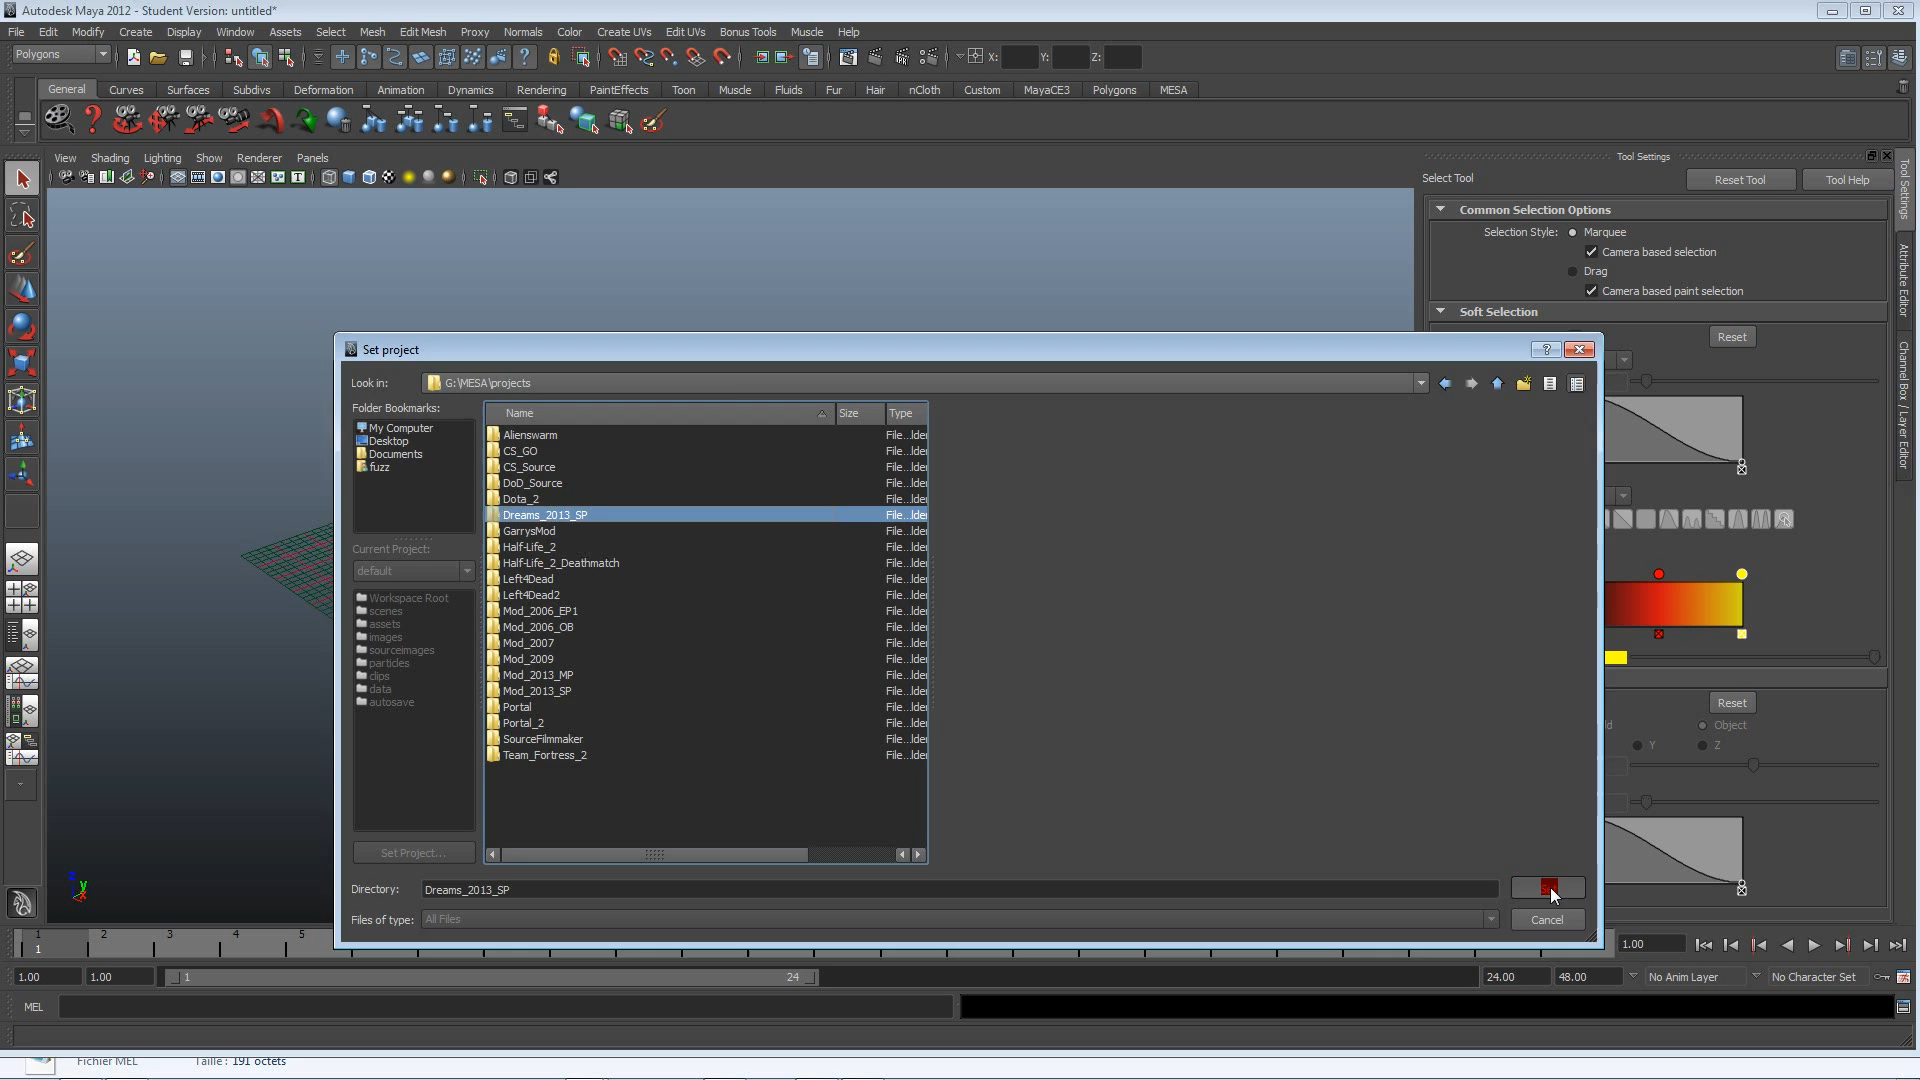 Autodesk Maya 2012 - Student Version: untitled*
File Edit Modify Create Display Window Assets Select Mesh Edit Mesh Proxy Normals Color Create UVs Edit UVs Bonus Tools Muscle Help
Polygons X: Y: Z:
General Curves Surfaces Subdivs Deformation Animation Dynamics Rendering PaintEffects Toon Muscle Fluids Fur Hair nCloth Custom MayaCE3 Polygons MESA
View Shading Lighting Show Renderer Panels
Tool Settings
Select Tool Reset Tool Tool Help
Common Selection Options
Selection Style: Marquee
Camera based selection
Drag
Camera based paint selection
Soft Selection
Reset
Tool Settings
Attribute Editor
Channel Box / Layer Editor
Set project
Look in: G:\MESA\projects
Folder Bookmarks:
My Computer
Desktop
Documents
fuzz
Current Project:
default
Workspace Root
scenes
assets
images
sourceimages
particles
clips
data
autosave
Set Project...
Name Size Type
Alienswarm File...lder
CS_GO File...lder
CS_Source File...lder
DoD_Source File...lder
Dota_2 File...lder
Dreams_2013_SP File...lder
GarrysMod File...lder
Half-Life_2 File...lder
Half-Life_2_Deathmatch File...lder
Left4Dead File...lder
Left4Dead2 File...lder
Mod_2006_EP1 File...lder
Mod_2006_OB File...lder
Mod_2007 File...lder
Mod_2009 File...lder
Mod_2013_MP File...lder
Mod_2013_SP File...lder
Portal File...lder
Portal_2 File...lder
SourceFilmmaker File...lder
Team_Fortress_2 File...lder
Directory: Dreams_2013_SP
Files of type: All Files Cancel
Reset
Object
Y Z
1 2 3 4 5
1 1.00
1.00 1.00 1 24 24.00 48.00 No Anim Layer No Character Set
MEL
Fichier MEL Taille : 191 octets